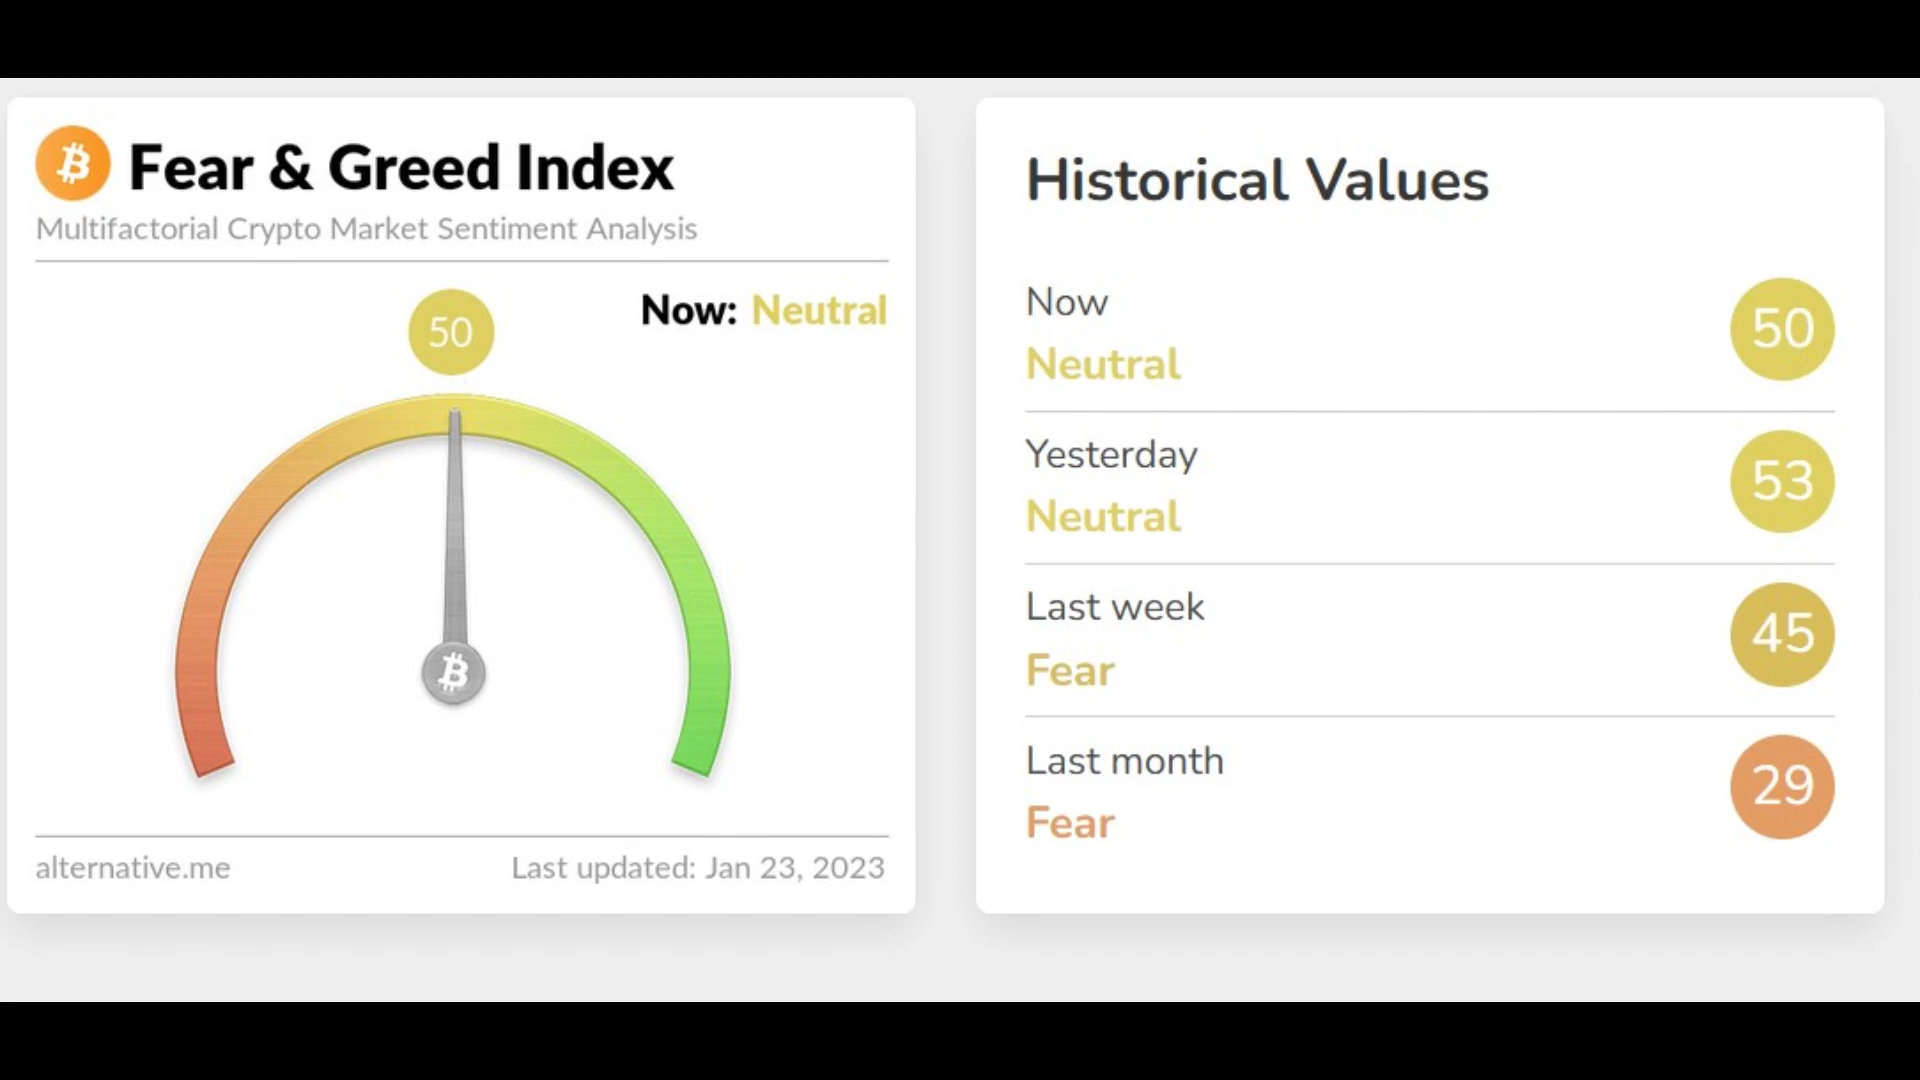 Fear & Greed Index
Multifactorial Crypto Market Sentiment Analysis
Now: Neutral
50
alternative.me
Last updated: Jan 23, 2023
Historical Values
Now
Neutral
50
Yesterday
Neutral
53
Last week
Fear
45
Last month
Fear
29